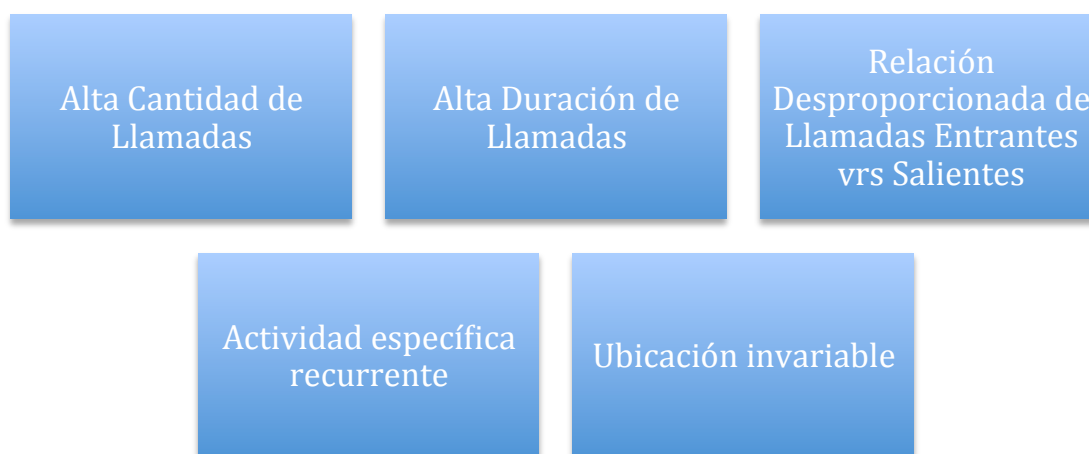 Alta Cantidad de
Llamadas
Alta Duración de
Llamadas
Relación
Desproporcionada de
Llamadas Entrantes
vrs Salientes
Actividad específica
recurrente
Ubicación invariable